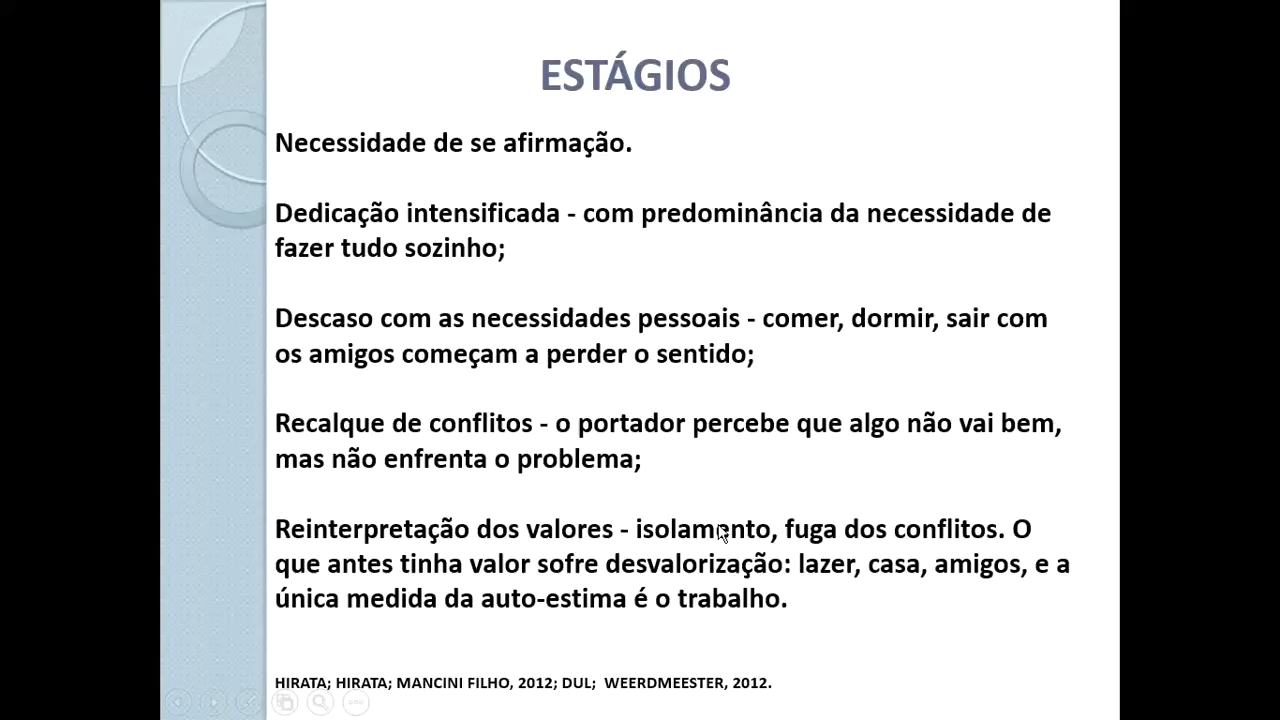 ESTÁGIOS
Necessidade de se afirmação.
Dedicação intensificada - com predominância da necessidade de
fazer tudo sozinho;
Descaso com as necessidades pessoais - comer, dormir, sair com
os amigos começam a perder o sentido;
Recalque de conflitos - o portador percebe que algo não vai bem,
mas não enfrenta o problema;
Reinterpretação dos valores - isolamento, fuga dos conflitos. O
que antes tinha valor sofre desvalorização: lazer, casa, amigos, e a
única medida da auto-estima é o trabalho.
HIRATA; HIRATA; MANCINI FILHO, 2012; DUL; WEERDMEESTER, 2012.